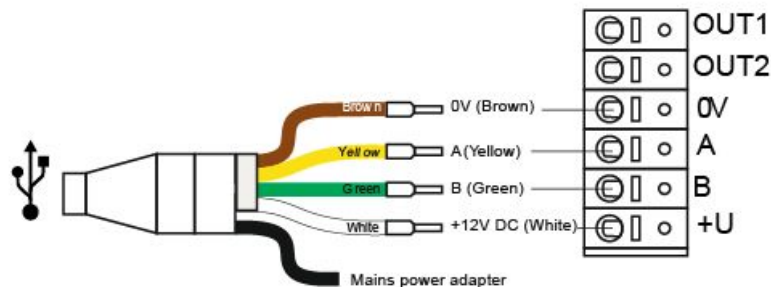 OUT1
OUT2
Brown 0V (Brown) 0V
Yellow A (Yellow) A
Green B (Green) B
White +12V DC (White) +U
Mains power adapter